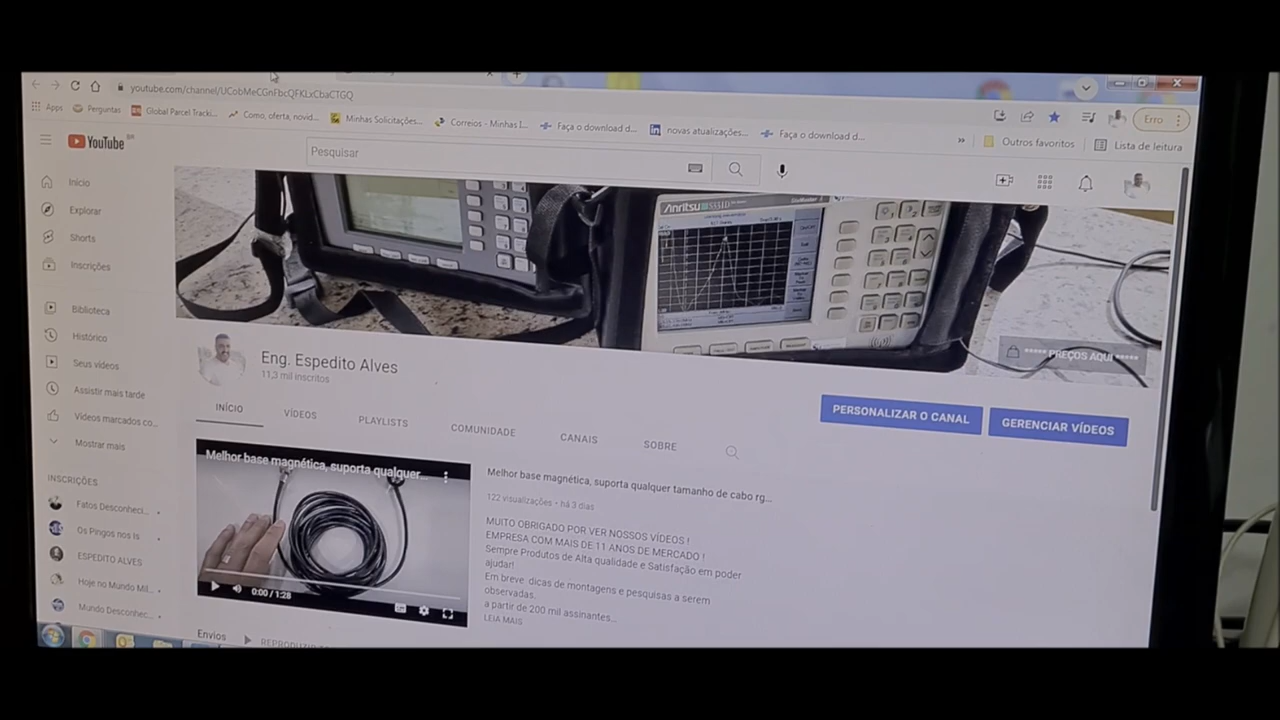 youtube.com/channel/UCobMeCGnFbcQFKLxCbaCTGQ
Apps
Perguntas
Global Parcel Tracki...
Como, oferta, novid...
Minhas Solicitações...
Correios - Minhas I...
Faça o download d...
novas atualizações...
Faça o download d...
»
Outros favoritos
Lista de leitura
Erro
YouTube BR
Pesquisar
Início
Explorar
Shorts
Inscrições
Biblioteca
Histórico
Seus vídeos
Assistir mais tarde
Vídeos marcados co...
Mostrar mais
INSCRIÇÕES
Fatos Desconheci...
Os Pingos nos Is
ESPEDITO ALVES
Hoje no Mundo Mil...
Mundo Desconhec...
Anritsu S331D
SiteMaster
***** PREÇOS AQUI *****
Eng. Espedito Alves
11,3 mil inscritos
PERSONALIZAR O CANAL
GERENCIAR VÍDEOS
INÍCIO
VÍDEOS
PLAYLISTS
COMUNIDADE
CANAIS
SOBRE
Melhor base magnética, suporta qualquer...
0:00 / 1:28
Melhor base magnética, suporta qualquer tamanho de cabo rg...
122 visualizações • há 3 dias
MUITO OBRIGADO POR VER NOSSOS VÍDEOS !
EMPRESA COM MAIS DE 11 ANOS DE MERCADO !
Sempre Produtos de Alta qualidade e Satisfação em poder
ajudar!
Em breve dicas de montagens e pesquisas a serem
observadas.
a partir de 200 mil assinantes...
LEIA MAIS
Envios